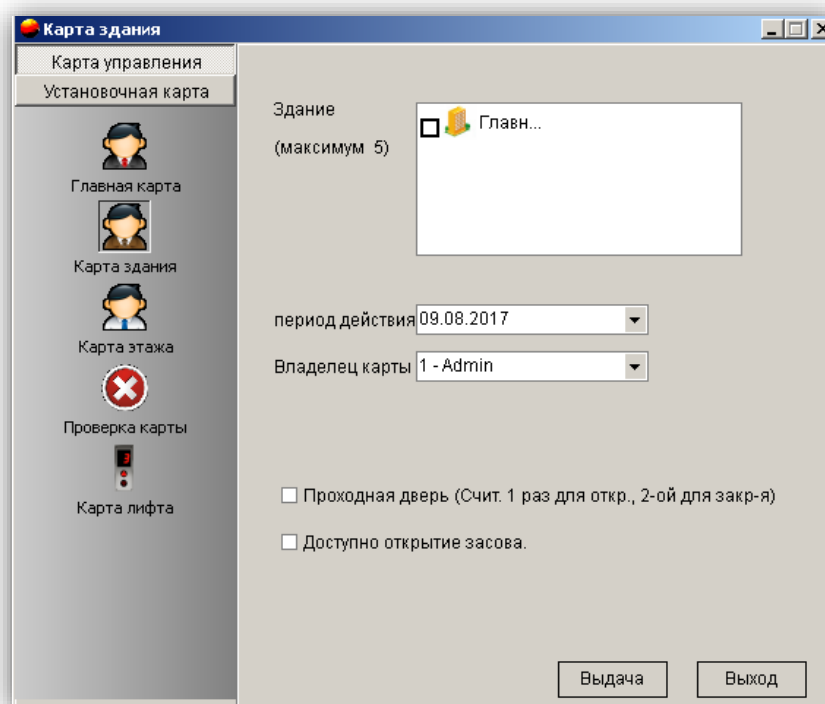 Карта здания
Карта управления
Установочная карта
Главная карта
Карта здания
Карта этажа
Проверка карты
Карта лифта
Здание
(максимум 5)
Главн...
период действия 09.08.2017
Владелец карты 1 - Admin
Проходная дверь (Счит. 1 раз для откр., 2-ой для закр-я)
Доступно открытие засова.
Выдача Выход